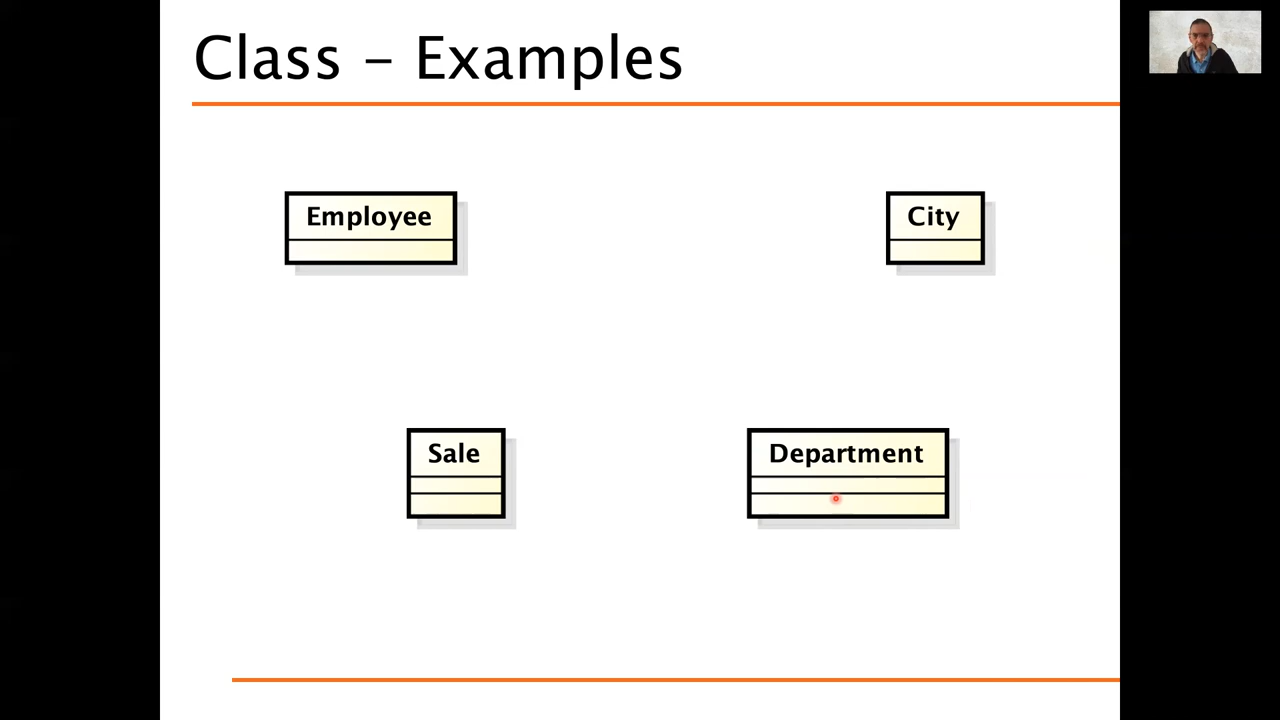 Class – Examples
Employee
City
Sale
Department